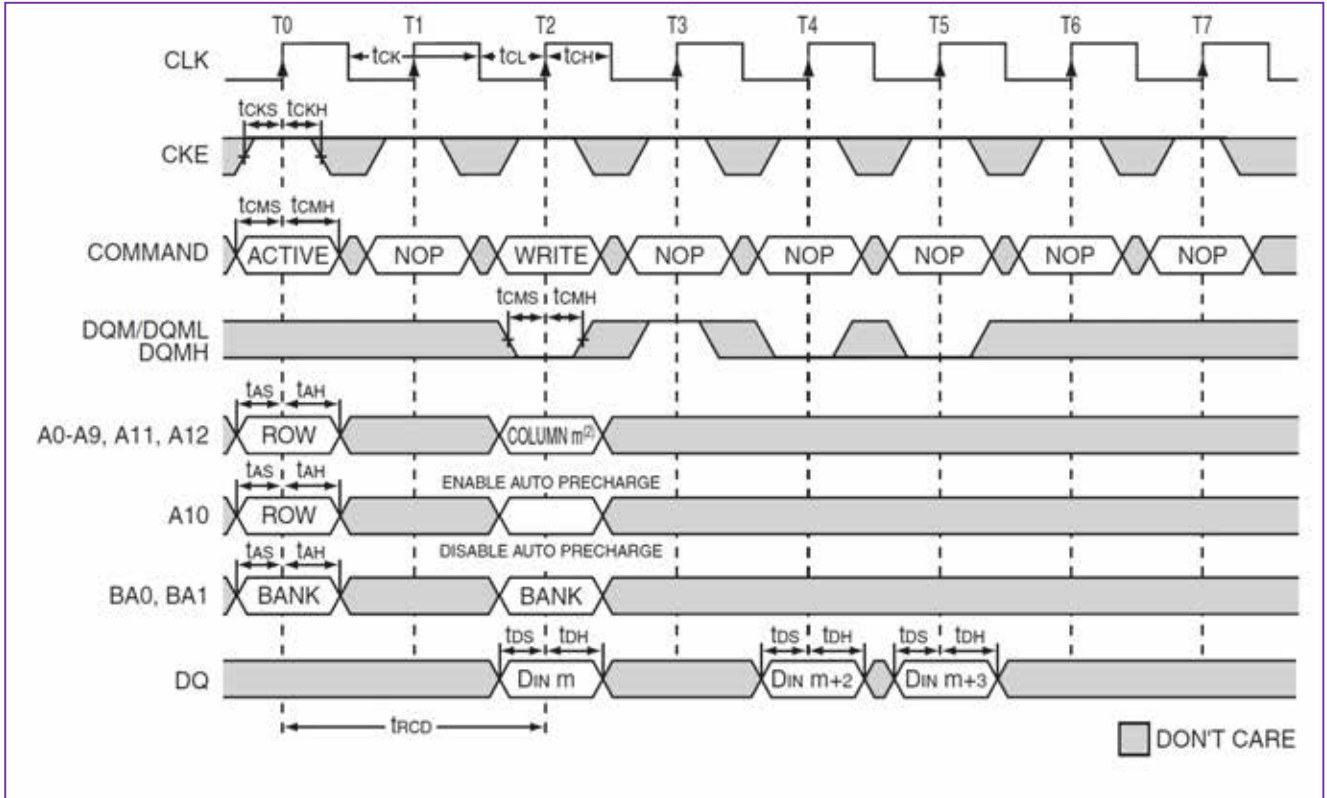 T0 T1 T2 T3 T4 T5 T6 T7
CLK tCK tCL tCH
tCKS tCKH
CKE
tCMS tCMH
COMMAND ACTIVE NOP WRITE NOP NOP NOP NOP NOP
tCMS tCMH
DQM/DQML
DQMH
tAS tAH
A0-A9, A11, A12 ROW COLUMN m(2)
tAS tAH ENABLE AUTO PRECHARGE
A10 ROW
tAS tAH DISABLE AUTO PRECHARGE
BA0, BA1 BANK BANK
tDS tDH tDS tDH tDS tDH
DQ DIN m DIN m+2 DIN m+3
tRCD
DON'T CARE